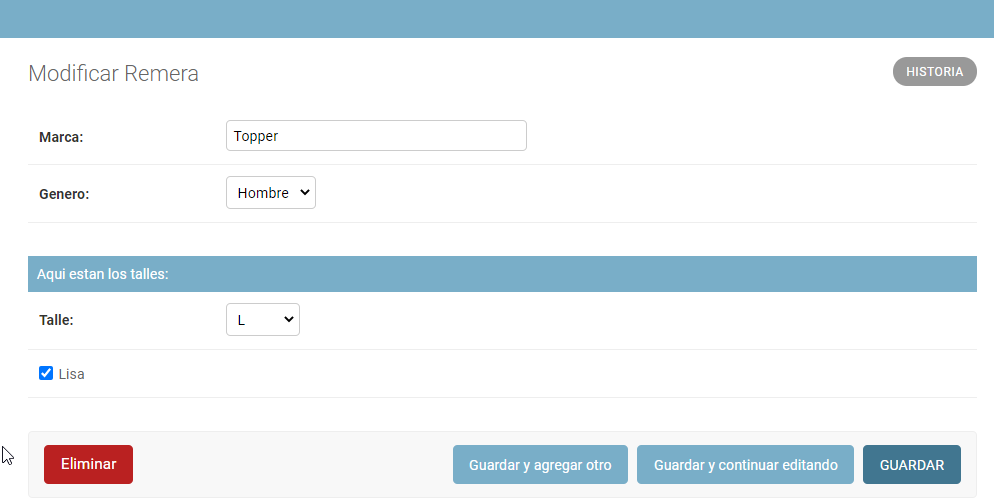 Modificar Remera
HISTORIA
Marca: Topper
Genero: Hombre
Aqui estan los talles:
Talle: L
Lisa
Eliminar Guardar y agregar otro Guardar y continuar editando GUARDAR